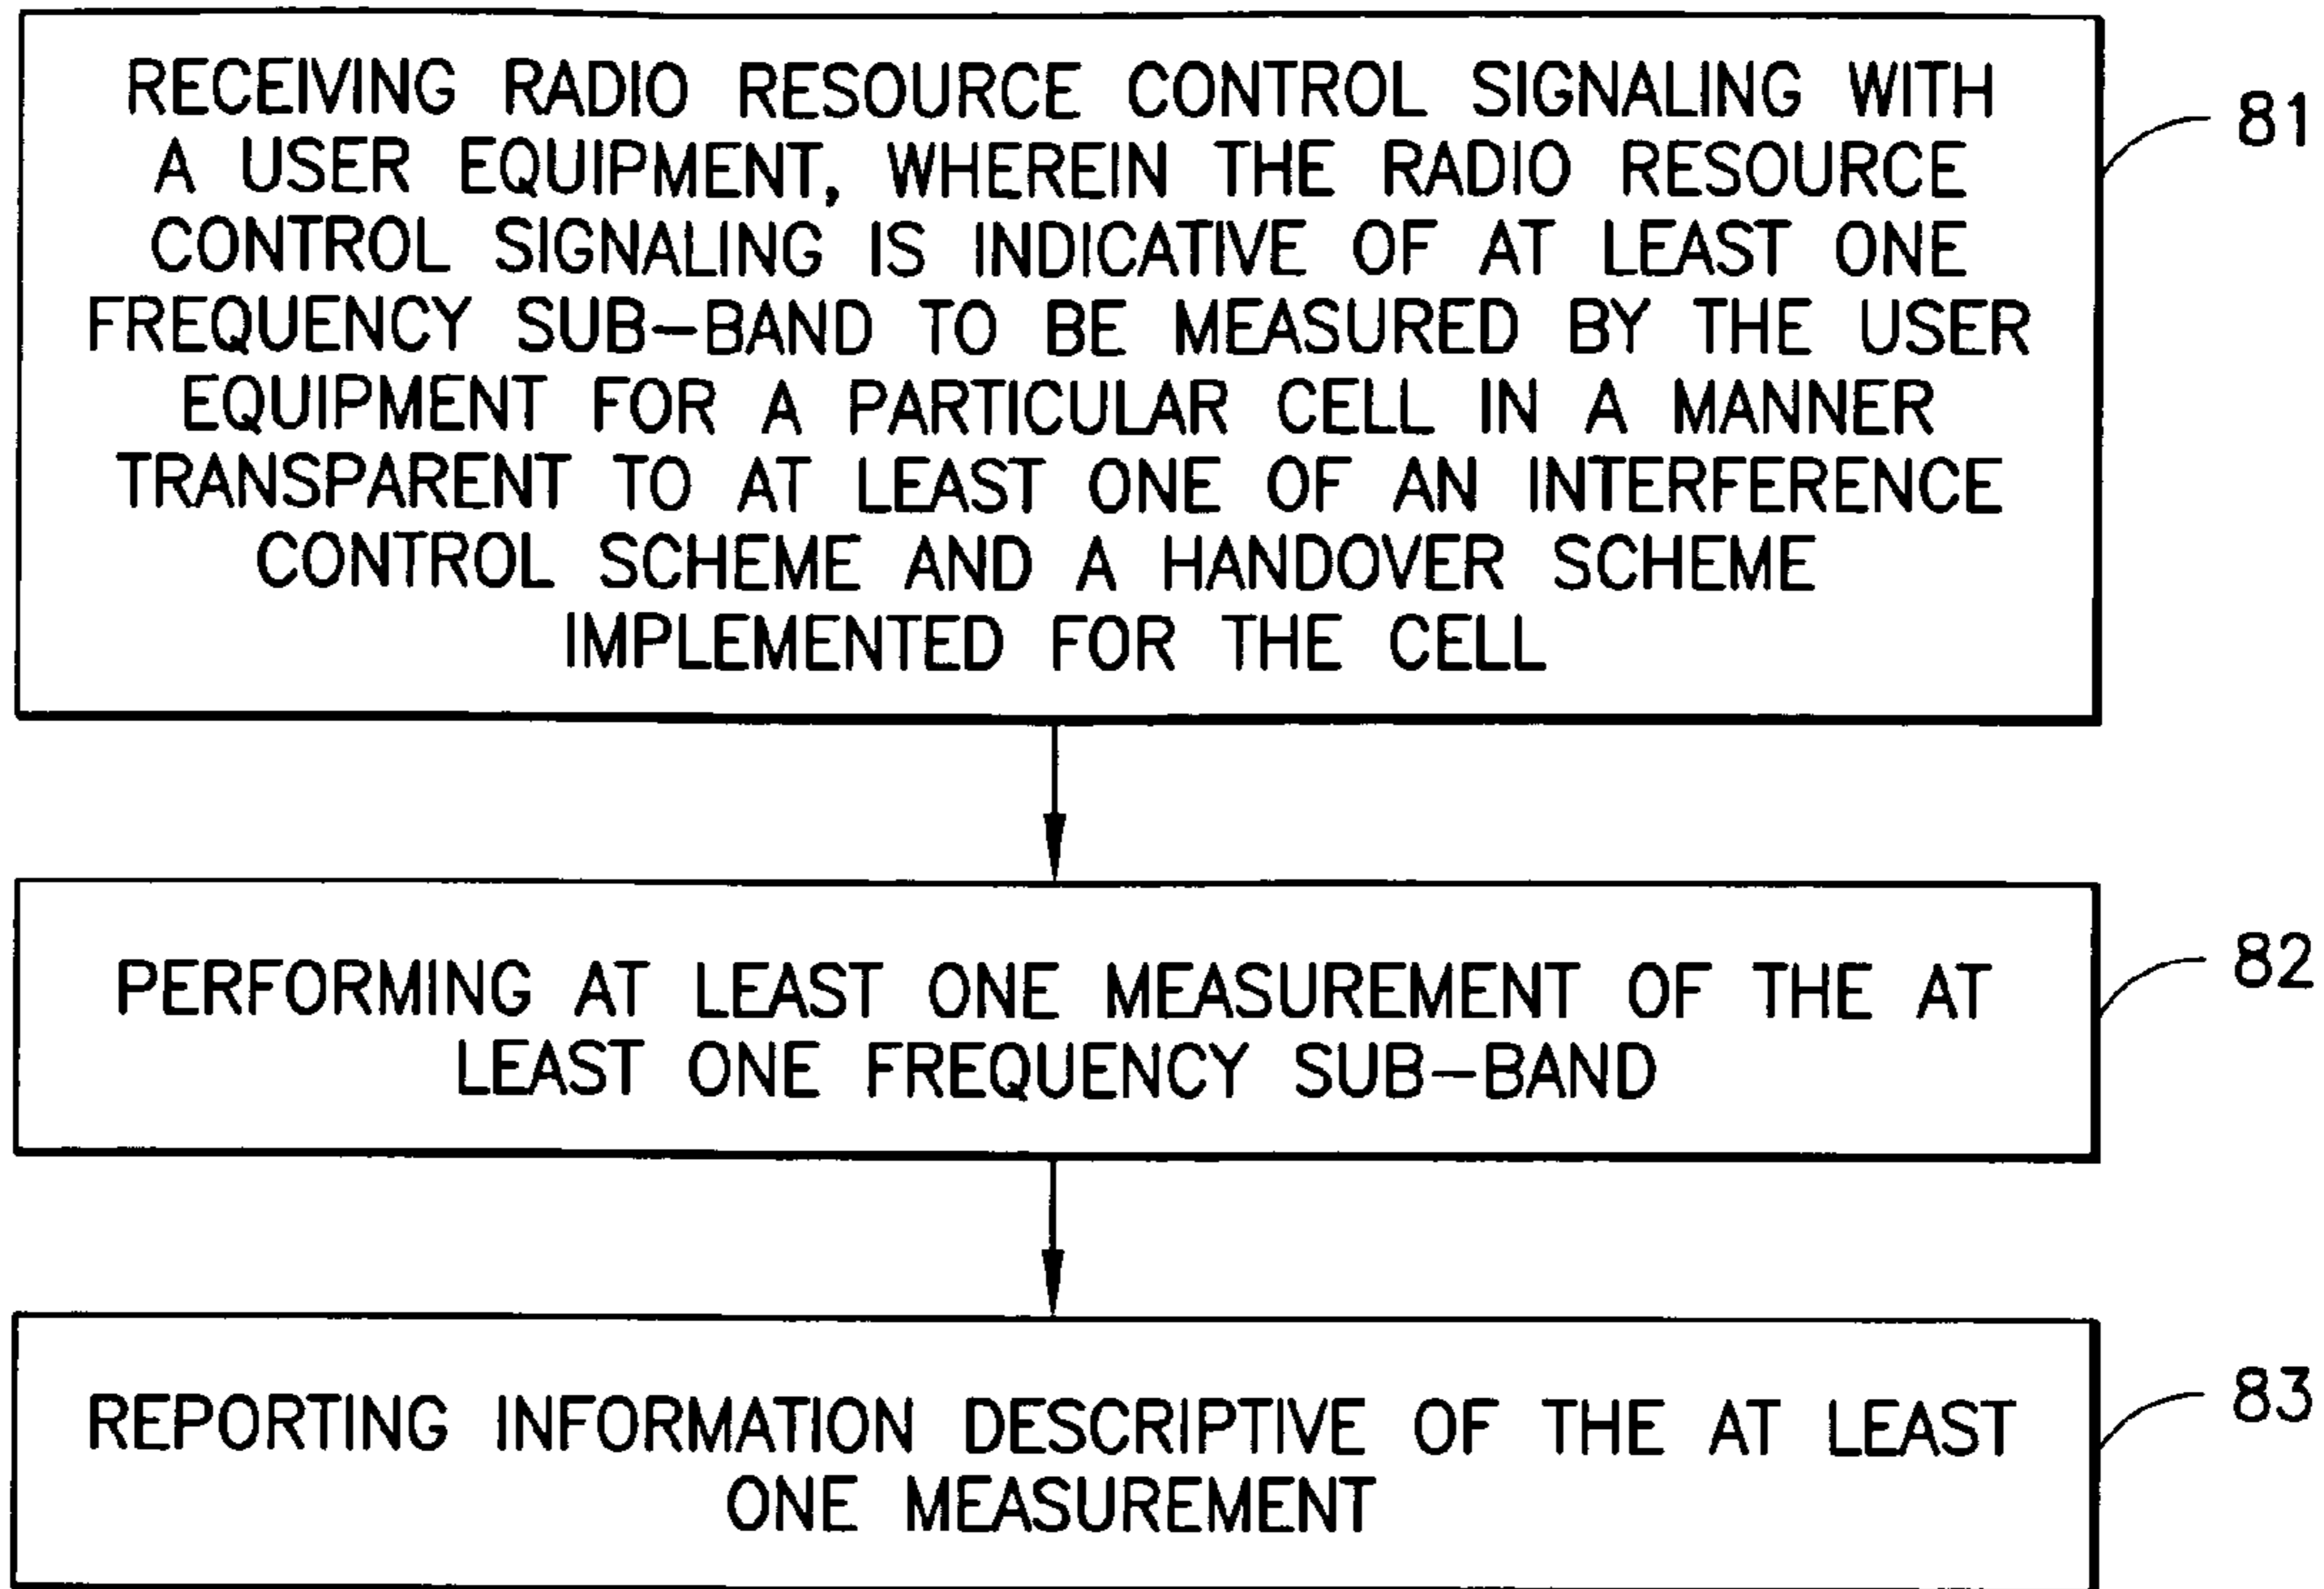 RECEIVING RADIO RESOURCE CONTROL SIGNALING WITH
A USER EQUIPMENT, WHEREIN THE RADIO RESOURCE
CONTROL SIGNALING IS INDICATIVE OF AT LEAST ONE
FREQUENCY SUB-BAND TO BE MEASURED BY THE USER
EQUIPMENT FOR A PARTICULAR CELL IN A MANNER
TRANSPARENT TO AT LEAST ONE OF AN INTERFERENCE
CONTROL SCHEME AND A HANDOVER SCHEME
IMPLEMENTED FOR THE CELL
81
PERFORMING AT LEAST ONE MEASUREMENT OF THE AT
LEAST ONE FREQUENCY SUB-BAND
82
REPORTING INFORMATION DESCRIPTIVE OF THE AT LEAST
ONE MEASUREMENT
83